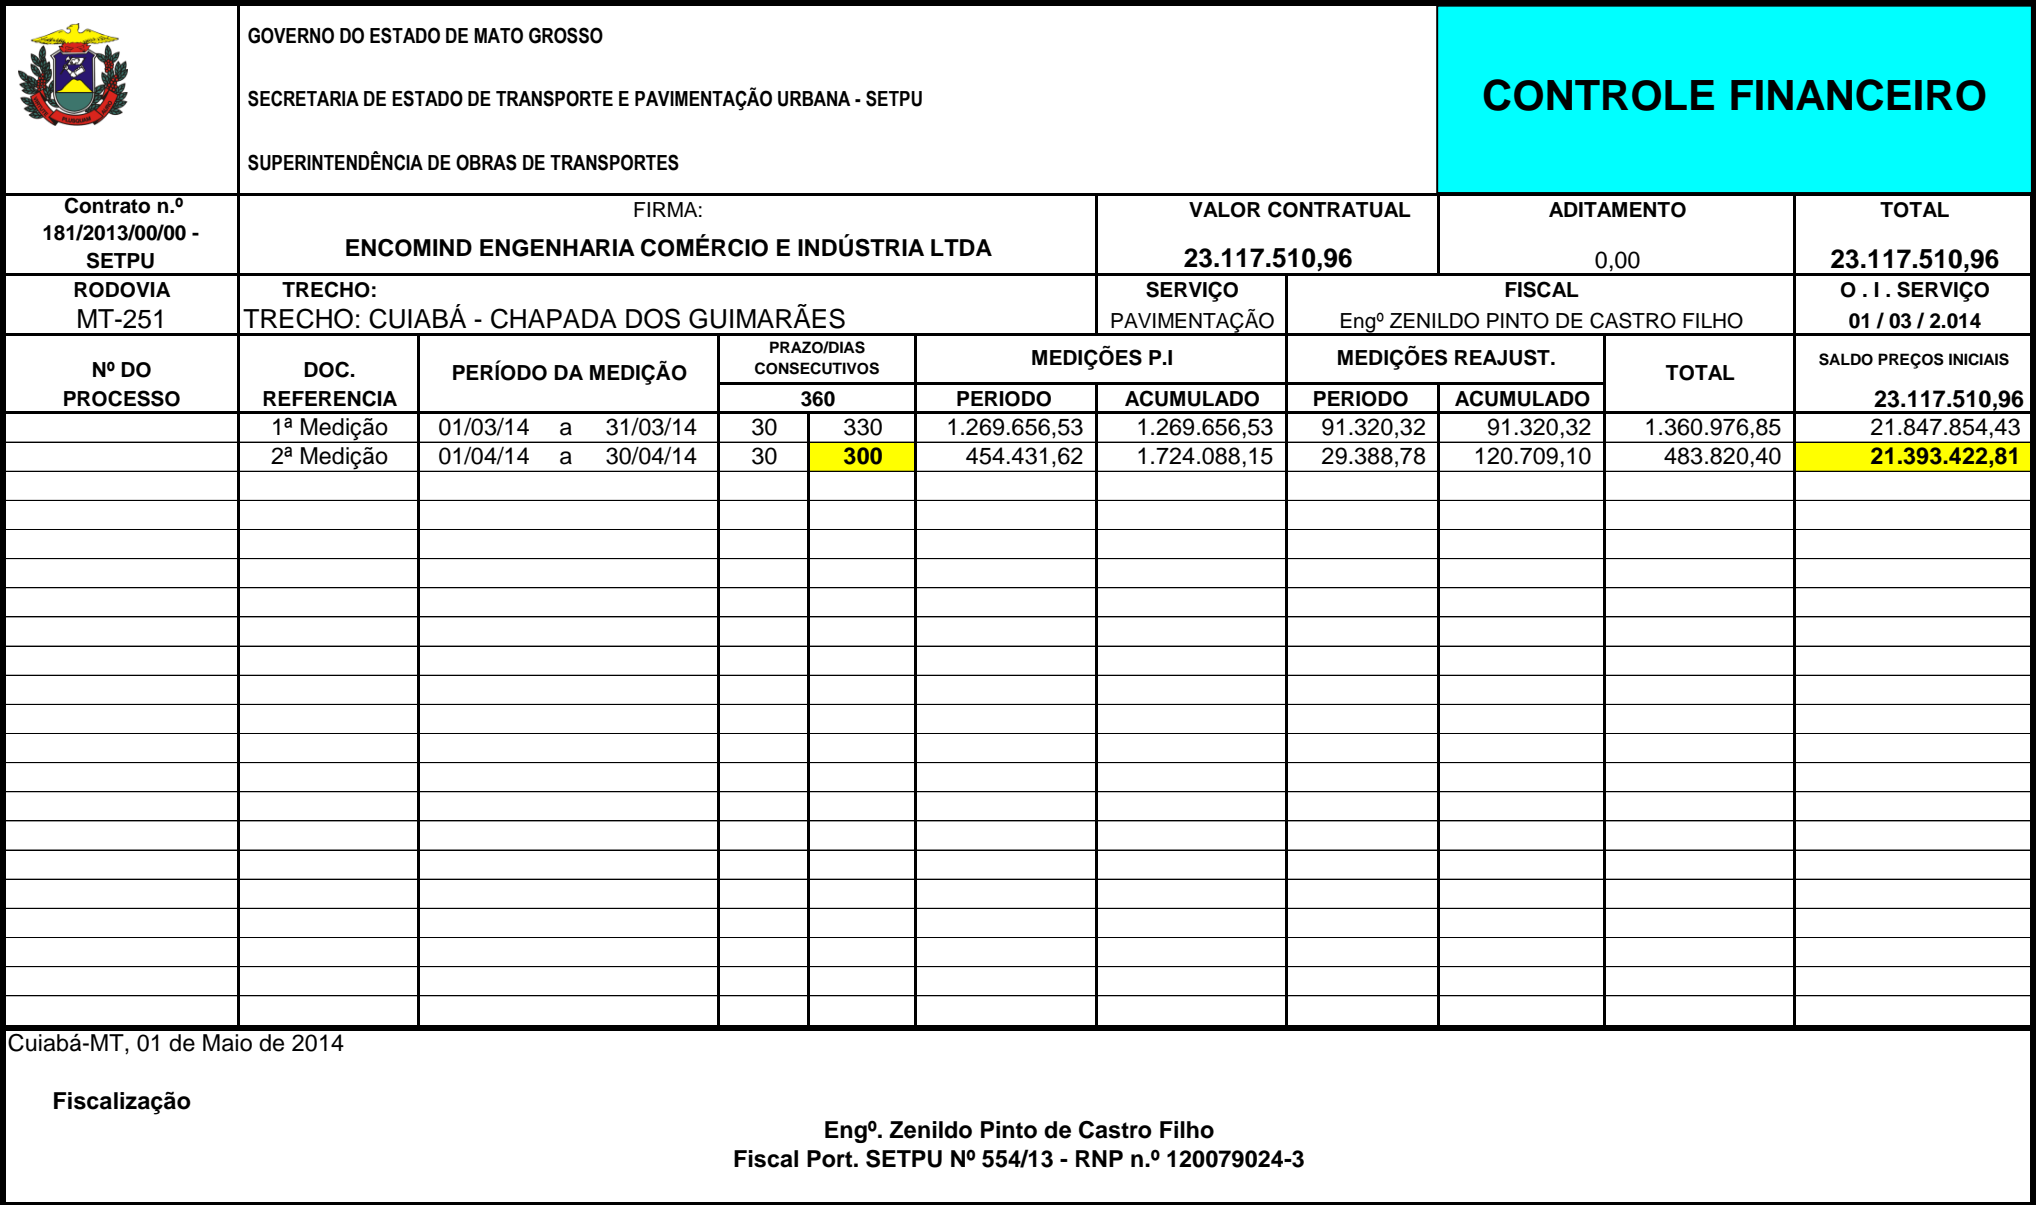 GOVERNO DO ESTADO DE MATO GROSSO
SECRETARIA DE ESTADO DE TRANSPORTE E PAVIMENTAÇÃO URBANA - SETPU
SUPERINTENDÊNCIA DE OBRAS DE TRANSPORTES
CONTROLE FINANCEIRO
Contrato n.º
181/2013/00/00 -
SETPU
FIRMA:
ENCOMIND ENGENHARIA COMÉRCIO E INDÚSTRIA LTDA
VALOR CONTRATUAL
23.117.510,96
ADITAMENTO
0,00
TOTAL
23.117.510,96
RODOVIA
MT-251
TRECHO:
TRECHO: CUIABÁ - CHAPADA DOS GUIMARÃES
SERVIÇO
PAVIMENTAÇÃO
FISCAL
Engº ZENILDO PINTO DE CASTRO FILHO
O . I . SERVIÇO
01 / 03 / 2.014
Nº DO
PROCESSO
DOC.
REFERENCIA
PERÍODO DA MEDIÇÃO
PRAZO/DIAS
CONSECUTIVOS
360
MEDIÇÕES P.I
PERIODO ACUMULADO
MEDIÇÕES REAJUST.
PERIODO ACUMULADO
TOTAL
SALDO PREÇOS INICIAIS
23.117.510,96
1ª Medição 01/03/14 a 31/03/14 30 330 1.269.656,53 1.269.656,53 91.320,32 91.320,32 1.360.976,85 21.847.854,43
2ª Medição 01/04/14 a 30/04/14 30 300 454.431,62 1.724.088,15 29.388,78 120.709,10 483.820,40 21.393.422,81
Cuiabá-MT, 01 de Maio de 2014
Fiscalização
Engº. Zenildo Pinto de Castro Filho
Fiscal Port. SETPU Nº 554/13 - RNP n.º 120079024-3